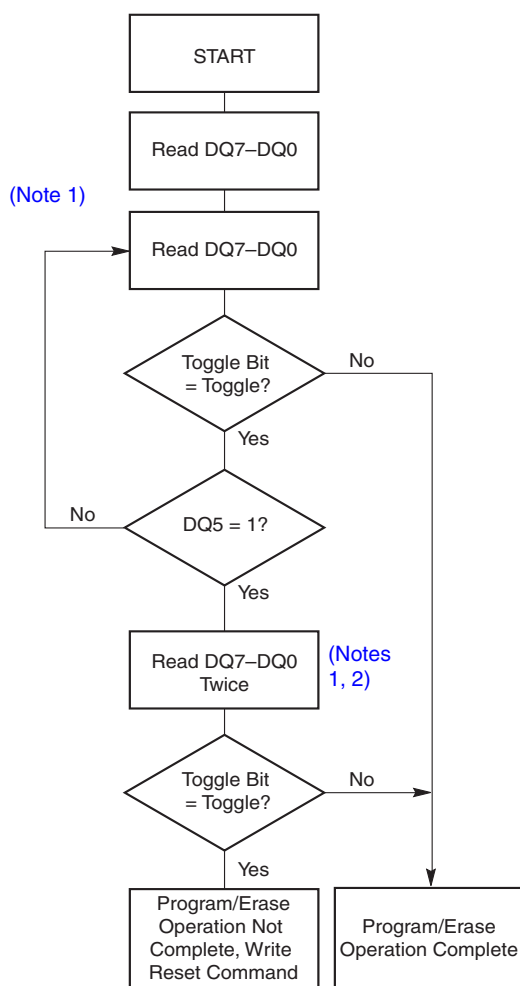 START
Read DQ7–DQ0
(Note 1)
Read DQ7–DQ0
Toggle Bit
= Toggle?
No
Yes
No
DQ5 = 1?
Yes
Read DQ7–DQ0
Twice
(Notes
1, 2)
Toggle Bit
= Toggle?
No
Yes
Program/Erase
Operation Not
Complete, Write
Reset Command
Program/Erase
Operation Complete